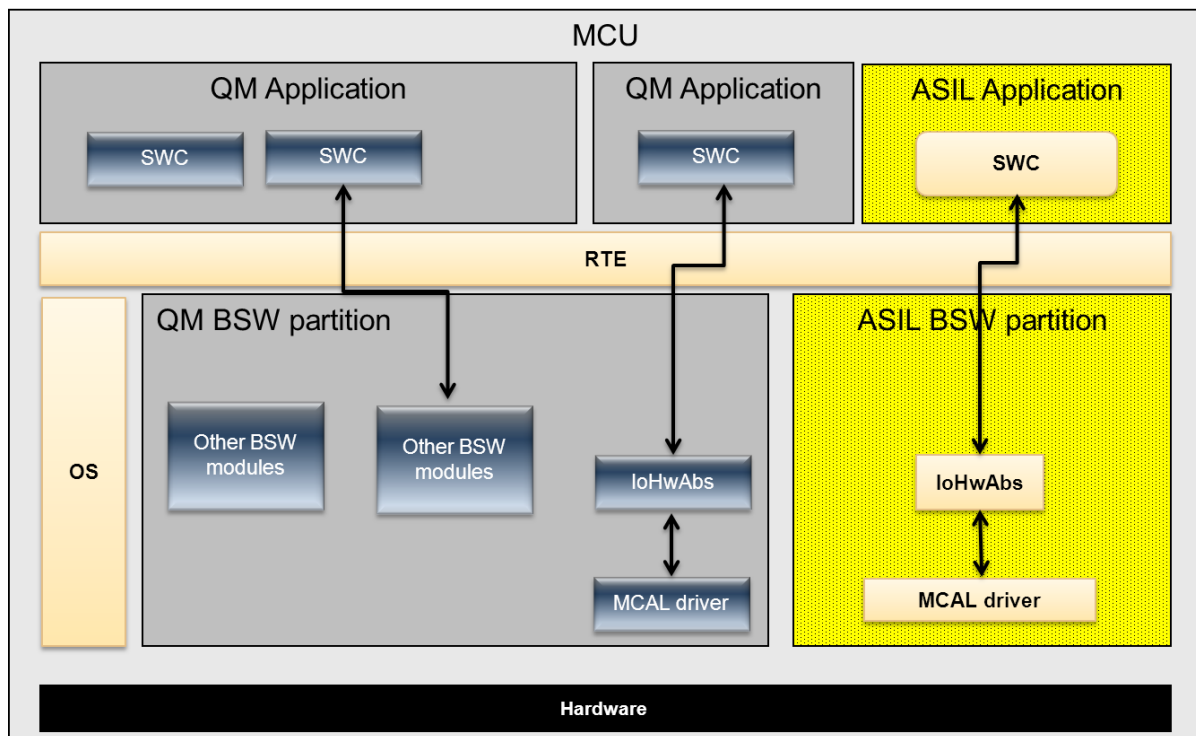 MCU
QM Application
QM Application
ASIL Application
SWC
SWC
SWC
SWC
RTE
QM BSW partition
ASIL BSW partition
OS
Other BSW
modules
Other BSW
modules
IoHwAbs
IoHwAbs
MCAL driver
MCAL driver
Hardware